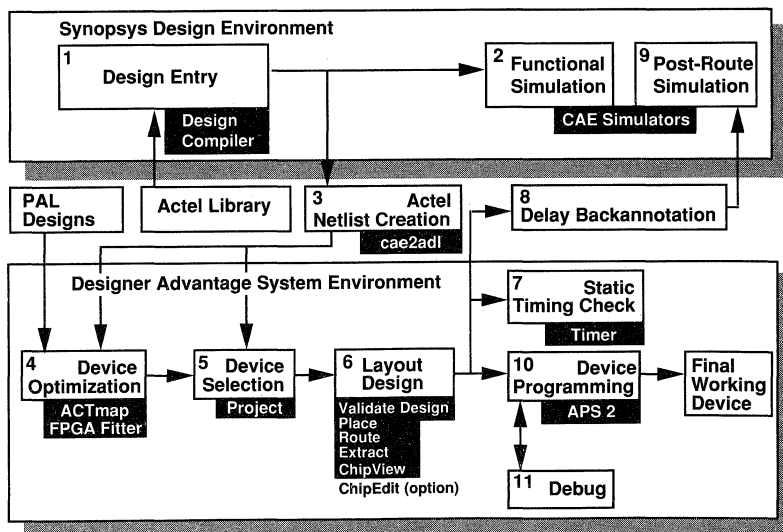 Synopsys Design Environment
1
Design Entry
Design
Compiler
2 Functional
Simulation
9 Post-Route
Simulation
CAE Simulators
PAL
Designs
Actel Library
3 Actel
Netlist Creation
cae2adl
8
Delay Backannotation
Designer Advantage System Environment
7 Static
Timing Check
Timer
4 Device
Optimization
ACTmap
FPGA Fitter
5 Device
Selection
Project
6 Layout
Design
Validate Design
Place
Route
Extract
ChipView
ChipEdit (option)
10 Device
Programming
APS 2
Final
Working
Device
11 Debug